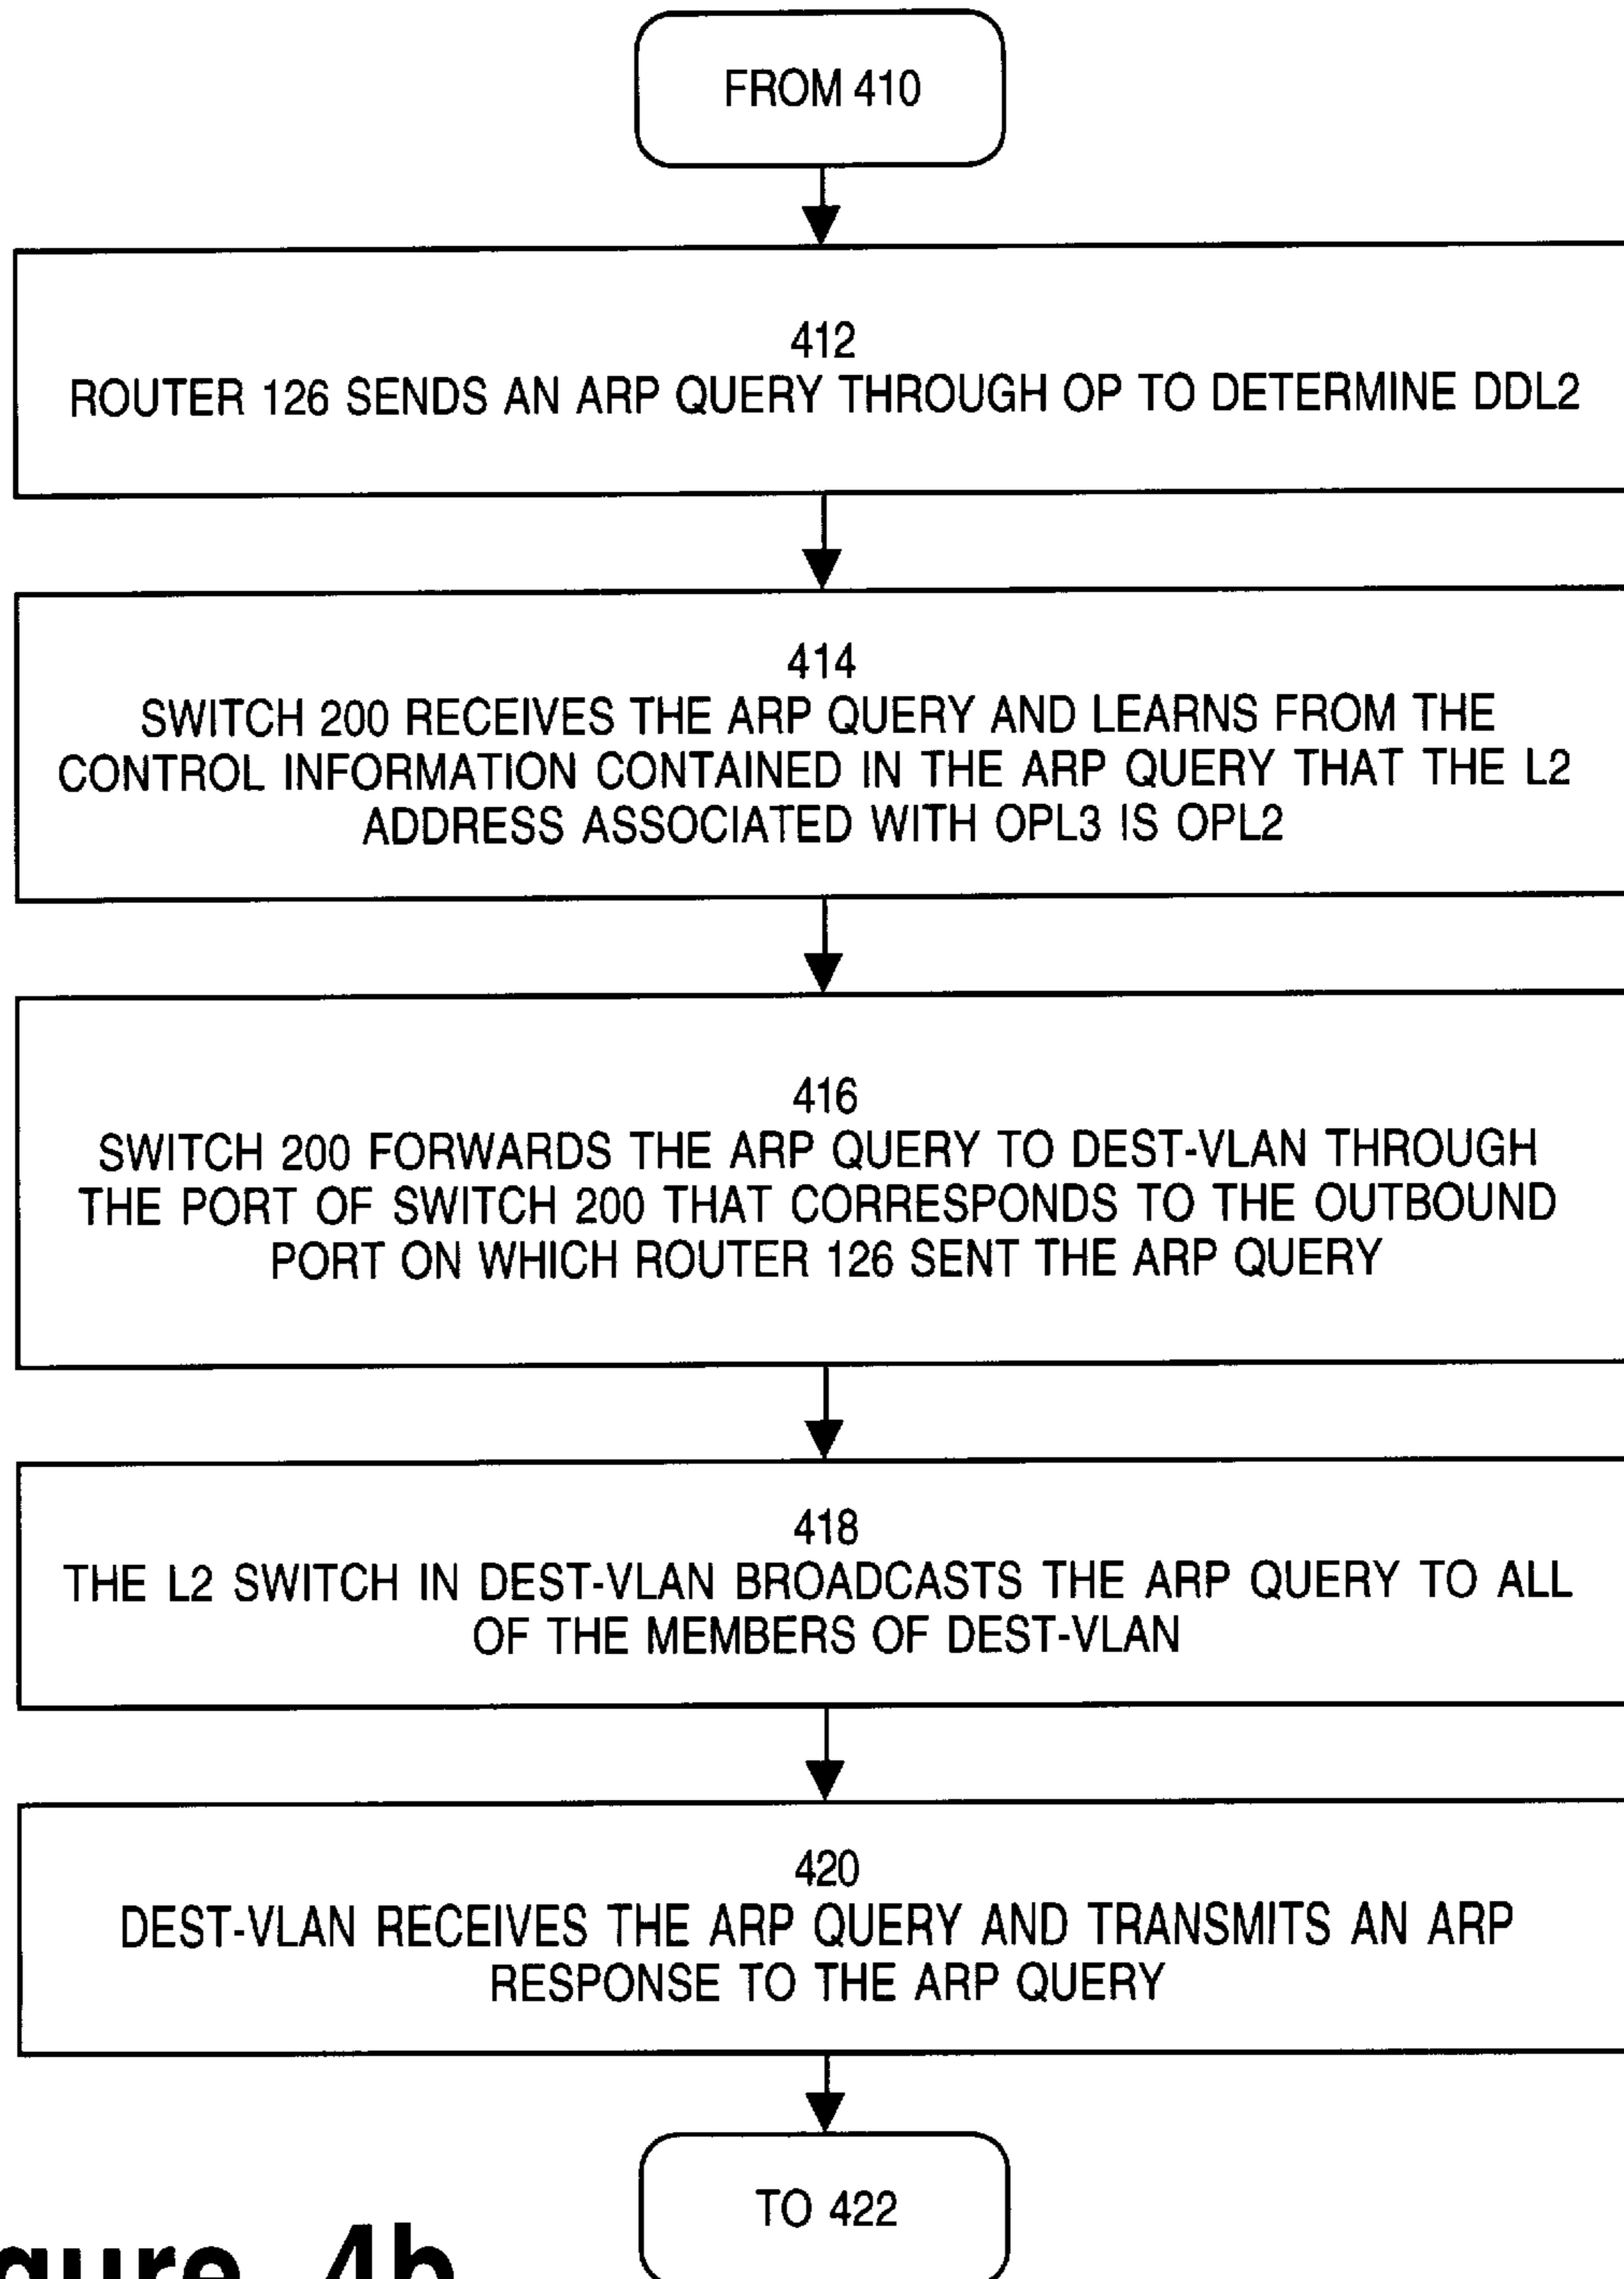 FROM 410
412
ROUTER 126 SENDS AN ARP QUERY THROUGH OP TO DETERMINE DDL2
414
SWITCH 200 RECEIVES THE ARP QUERY AND LEARNS FROM THE
CONTROL INFORMATION CONTAINED IN THE ARP QUERY THAT THE L2
ADDRESS ASSOCIATED WITH OPL3 IS OPL2
416
SWITCH 200 FORWARDS THE ARP QUERY TO DEST-VLAN THROUGH
THE PORT OF SWITCH 200 THAT CORRESPONDS TO THE OUTBOUND
PORT ON WHICH ROUTER 126 SENT THE ARP QUERY
418
THE L2 SWITCH IN DEST-VLAN BROADCASTS THE ARP QUERY TO ALL
OF THE MEMBERS OF DEST-VLAN
420
DEST-VLAN RECEIVES THE ARP QUERY AND TRANSMITS AN ARP
RESPONSE TO THE ARP QUERY
TO 422
gure 4b